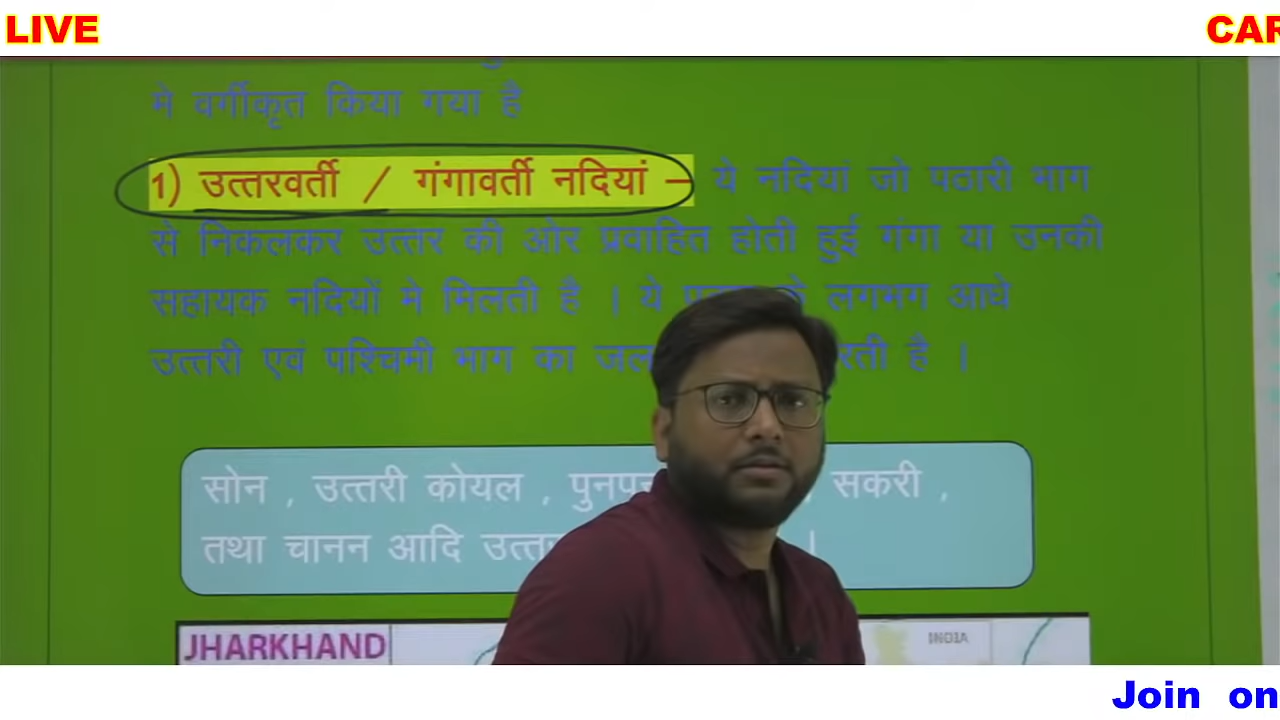 LIVE CAR
मे वर्गीकृत किया गया है
1) उत्तरवर्ती / गंगावर्ती नदियां – ये नदियां जो पठारी भाग
से निकलकर उत्तर की ओर प्रवाहित होती हुई गंगा या उनकी
सहायक नदियों मे मिलती है । ये लगभग आधे
उत्तरी एवं पश्चिमी भाग का जल है ।
सोन , उत्तरी कोयल , , सकरी ,
तथा चानन आदि ।
JHARKHAND INDIA
Join on